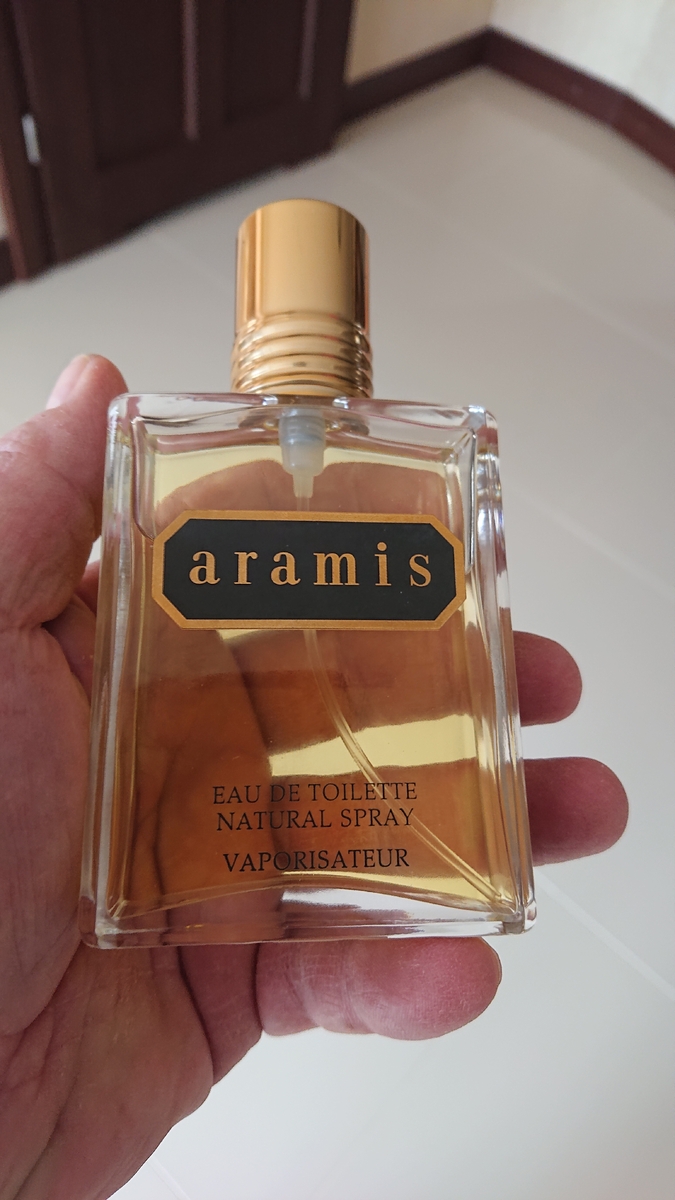 aramis
EAU DE TOILETTE
NATURAL SPRAY
VAPORISATEUR